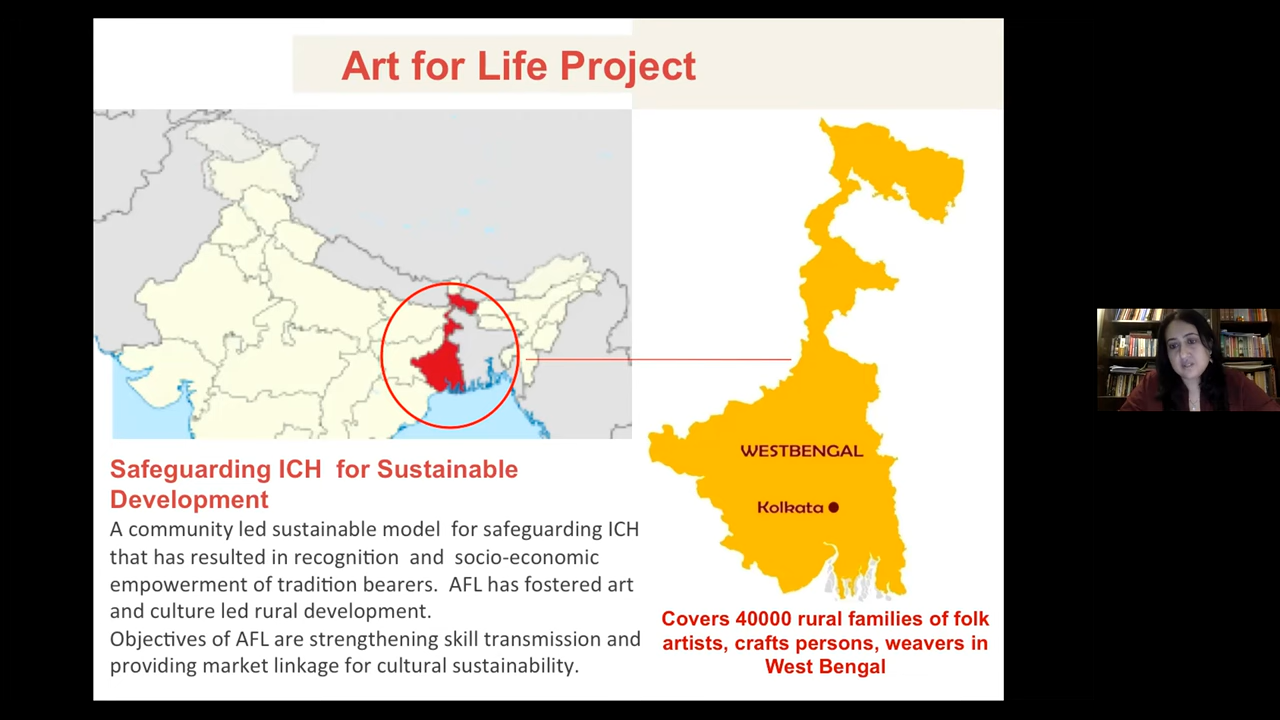 Art for Life Project
WESTBENGAL
Kolkata
Safeguarding ICH for Sustainable
Development
A community led sustainable model for safeguarding ICH
that has resulted in recognition and socio-economic
empowerment of tradition bearers. AFL has fostered art
and culture led rural development.
Objectives of AFL are strengthening skill transmission and
providing market linkage for cultural sustainability.
Covers 40000 rural families of folk
artists, crafts persons, weavers in
West Bengal